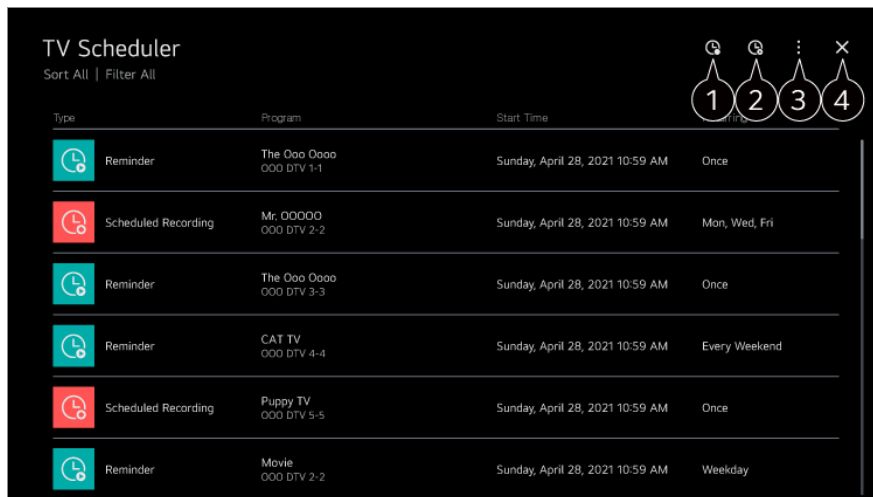 TV Scheduler
Sort All | Filter All
1 2 3 4
Type Program Start Time
Reminder The Ooo Oooo Sunday, April 28, 2021 10:59 AM Once
OOO DTV 1-1
Scheduled Recording Mr. OOOOO Sunday, April 28, 2021 10:59 AM Mon, Wed, Fri
OOO DTV 2-2
Reminder The Ooo Oooo Sunday, April 28, 2021 10:59 AM Once
OOO DTV 3-3
Reminder CAT TV Sunday, April 28, 2021 10:59 AM Every Weekend
OOO DTV 4-4
Scheduled Recording Puppy TV Sunday, April 28, 2021 10:59 AM Once
OOO DTV 5-5
Reminder Movie Sunday, April 28, 2021 10:59 AM Weekday
OOO DTV 2-2